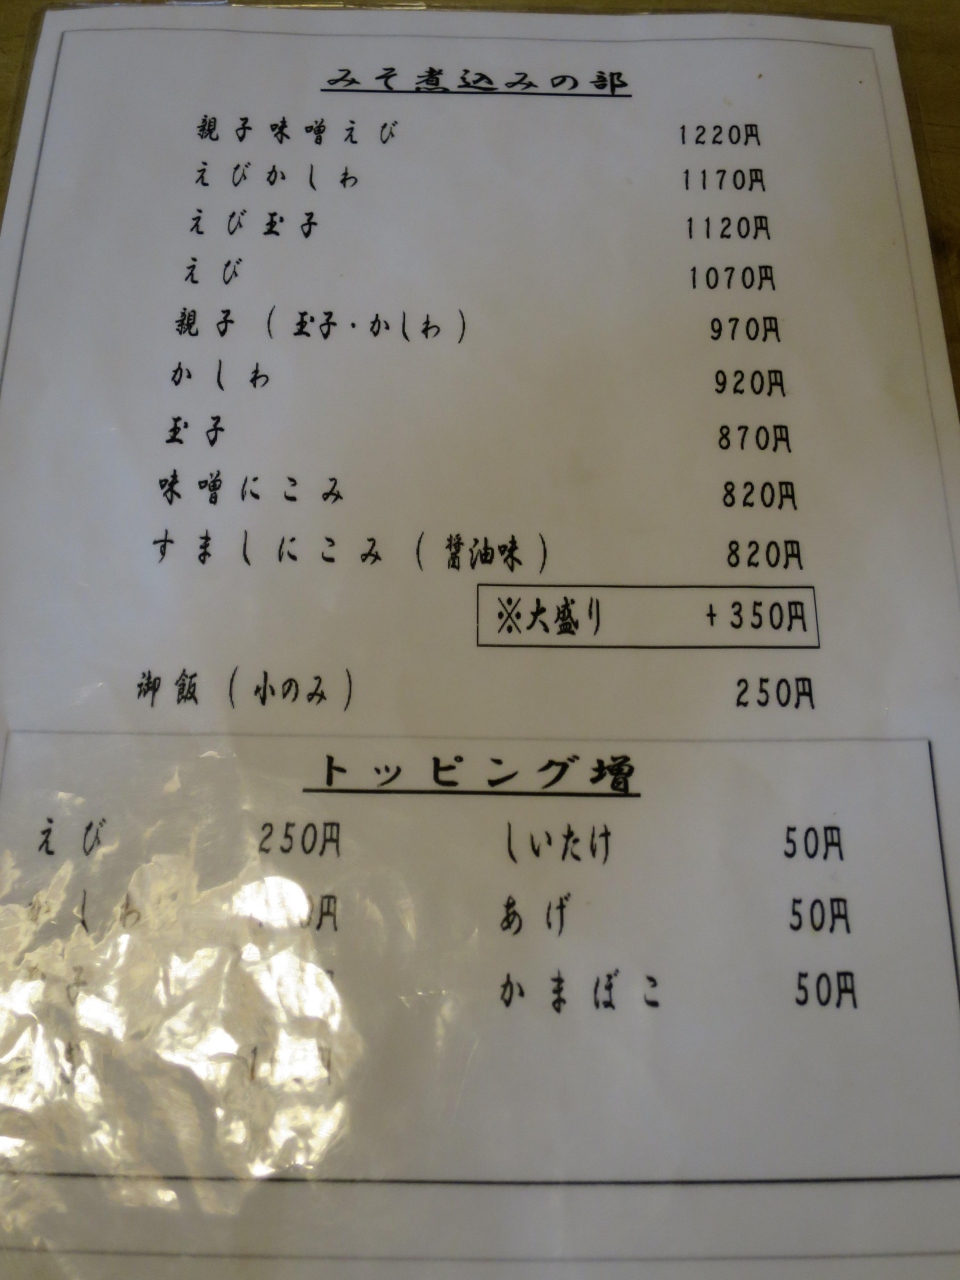 みそ煮込みの部
親子味噌えび 1220円
えびかしわ 1170円
えび玉子 1120円
えび 1070円
親子(玉子・かしわ) 970円
かしわ 920円
玉子 870円
味噌にこみ 820円
すましにこみ(醤油味) 820円
※大盛り +350円
御飯(小のみ) 250円
トッピング増
えび 250円 しいたけ 50円
かしわ あげ 50円
かまぼこ 50円